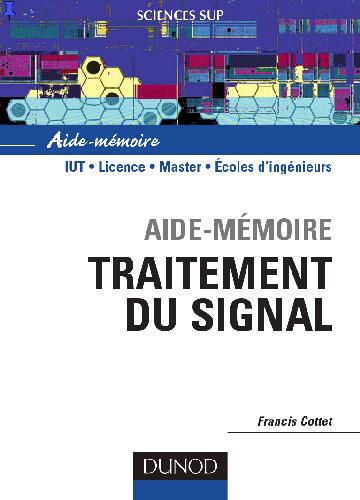 SCIENCES SUP
Aide-mémoire
IUT • Licence • Master • Écoles d'ingénieurs
AIDE-MÉMOIRE
TRAITEMENT
DU SIGNAL
Francis Cottet
DUNOD